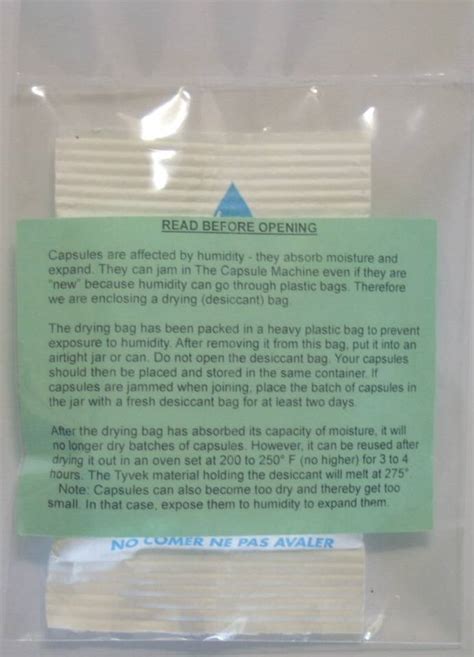 READ BEFORE OPENING
Capsules are affected by humidity - they absorb moisture and
expand. They can jam in The Capsule Machine even if they are
"new" because humidity can go through plastic bags. Therefore
we are enclosing a drying (desiccant) bag.
The drying bag has been packed in a heavy plastic bag to prevent
exposure to humidity. After removing it from this bag, put it into an
airtight jar or can. Do not open the desiccant bag. Your capsules
should then be placed and stored in the same container. If
capsules are jammed when joining, place the batch of capsules in
the jar with a fresh desiccant bag for at least two days.
After the drying bag has absorbed its capacity of moisture, it will
no longer dry batches of capsules. However, it can be reused after
drying it out in an oven set at 200 to 250° F (no higher) for 3 to 4
hours. The Tyvek material holding the desiccant will melt at 275°
Note: Capsules can also become too dry and thereby get too
small. In that case, expose them to humidity to expand them.
NO COMER NE PAS AVALER